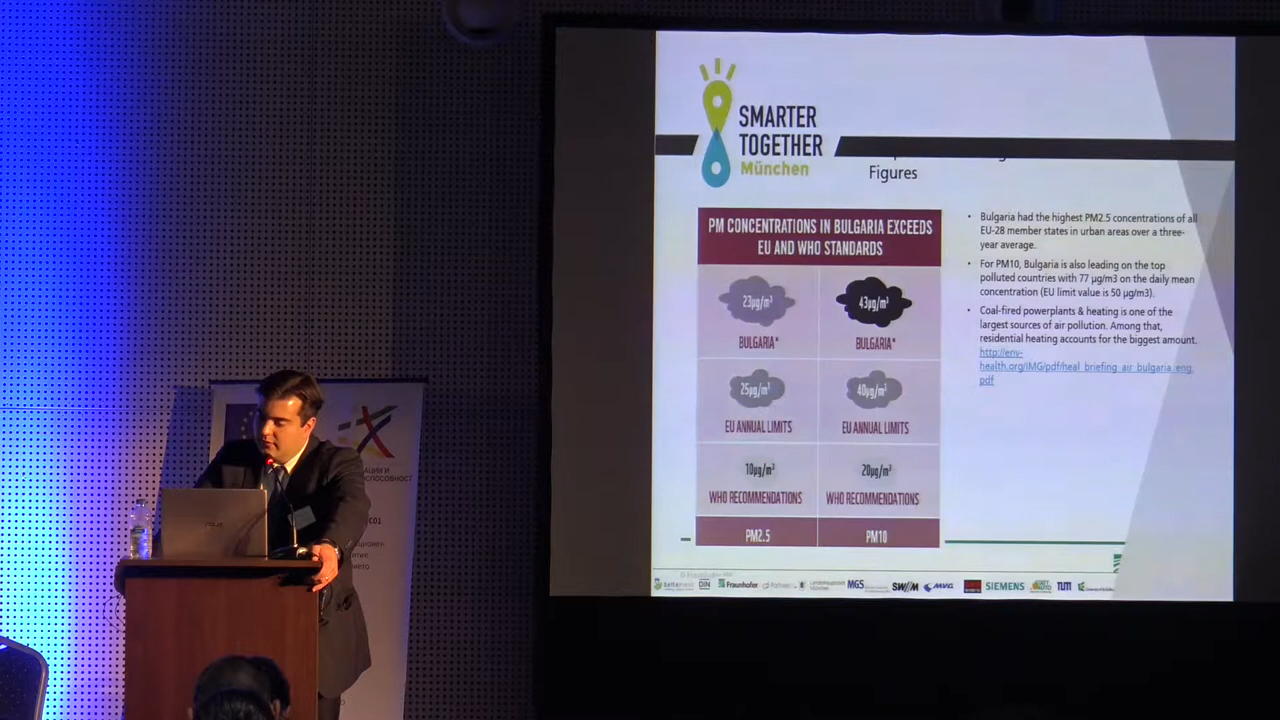 SMARTER
TOGETHER
München
Figures
PM CONCENTRATIONS IN BULGARIA EXCEEDS
EU AND WHO STANDARDS
23µg/m³
43µg/m³
BULGARIA*
BULGARIA*
25µg/m³
40µg/m³
EU ANNUAL LIMITS
EU ANNUAL LIMITS
10µg/m³
20µg/m³
WHO RECOMMENDATIONS
WHO RECOMMENDATIONS
PM2.5
PM10
• Bulgaria had the highest PM2.5 concentrations of all
EU-28 member states in urban areas over a three-
year average.
• For PM10, Bulgaria is also leading on the top
polluted countries with 77 µg/m3 on the daily mean
concentration (EU limit value is 50 µg/m3).
• Coal-fired powerplants & heating is one of the
largest sources of air pollution. Among that,
residential heating accounts for the biggest amount.
http://env-
health.org/IMG/pdf/heal_briefing_air_bulgaria_eng.
pdf
DIN
Fraunhofer
MGS
SWM
MVG
SIEMENS
TUM
АЦИИ И
СПОСОБНОСТ
C01